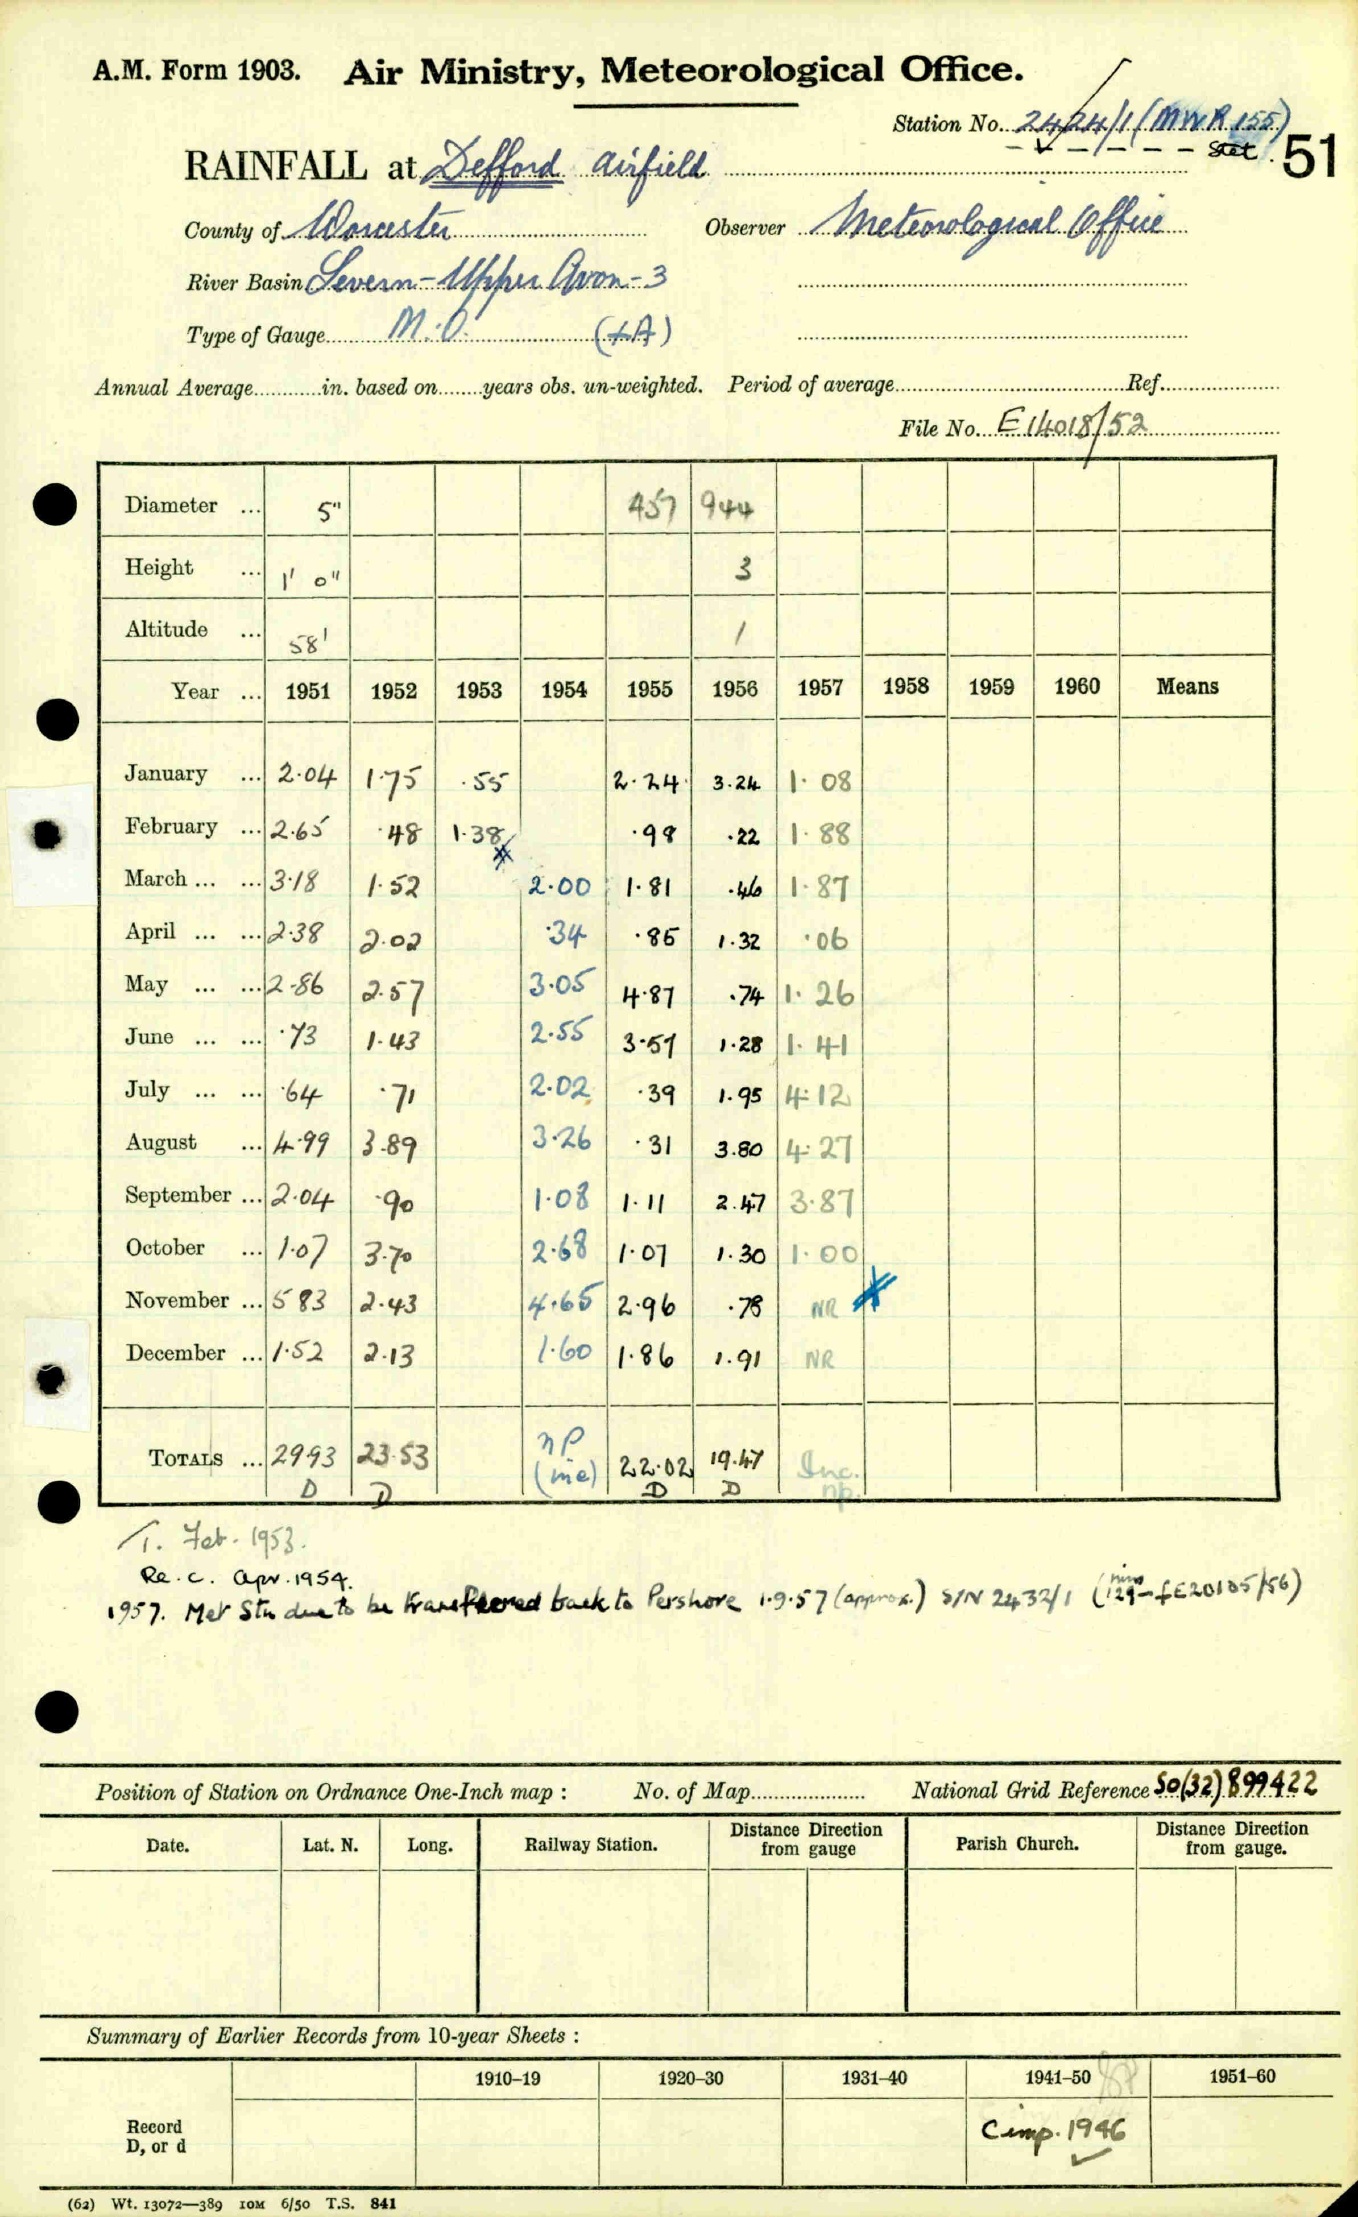 A.M. Form 1903. Air Ministry, Meteorological Office.
Station No. 2424/1 (MWR 155)
Stet. 51
RAINFALL at Defford airfield
County of Worcester Observer Meteorological Office
River Basin Severn - Upper Avon - 3
Type of Gauge M.O. (LA)
Annual Average............in. based on........years obs. un-weighted. Period of average............Ref............
File No. E14018/52
Diameter ... 5" 457 944
Height ... 1' 0" 3
Altitude ... 58' 1
Year ... 1951 1952 1953 1954 1955 1956 1957 1958 1959 1960 Means
January ... 2.04 1.75 .55 2.24 3.24 1.08
February ... 2.65 .48 1.38 .98 .22 1.88
March ... ... 3.18 1.52 2.00 1.81 .46 1.87
April ... ... 2.38 2.02 .34 .85 1.32 .06
May ... ... 2.86 2.57 3.05 4.87 .74 1.26
June ... ... .73 1.43 2.55 3.57 1.28 1.41
July ... ... .64 .71 2.02 .39 1.95 4.12
August ... 4.99 3.89 3.26 .31 3.80 4.27
September ... 2.04 .90 1.08 1.11 2.47 3.87
October ... 1.07 3.70 2.68 1.07 1.30 1.00
November ... 5 83 2.43 4.65 2.96 .78 NR
December ... 1.52 2.13 1.60 1.86 1.91 NR
TOTALS ... 29.93 23.53 np (inc) 22.02 19.47 Inc. np.
D D D D
T. Feb. 1953.
Re. c. Apr. 1954.
1957. Met Stn due to be transferred back to Pershore 1.9.57 (approx.) S/N 2432/1 (mins 129 - f E20105/56)
Position of Station on Ordnance One-Inch map : No. of Map............ National Grid Reference SO(32) 899422
Date. Lat. N. Long. Railway Station. Distance Direction from gauge Parish Church. Distance Direction from gauge.
Summary of Earlier Records from 10-year Sheets :
1910–19 1920–30 1931–40 1941–50 1951–60
Record
D, or d
C imp. 1946
(62) Wt. 13072—389 10M 6/50 T.S. 841